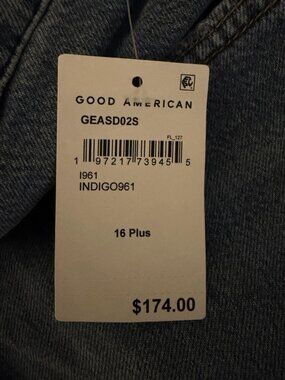 GOOD AMERICAN
GEASD02S
FL_127
1 97217 73945 5
I961
INDIGO961
16 Plus
$174.00